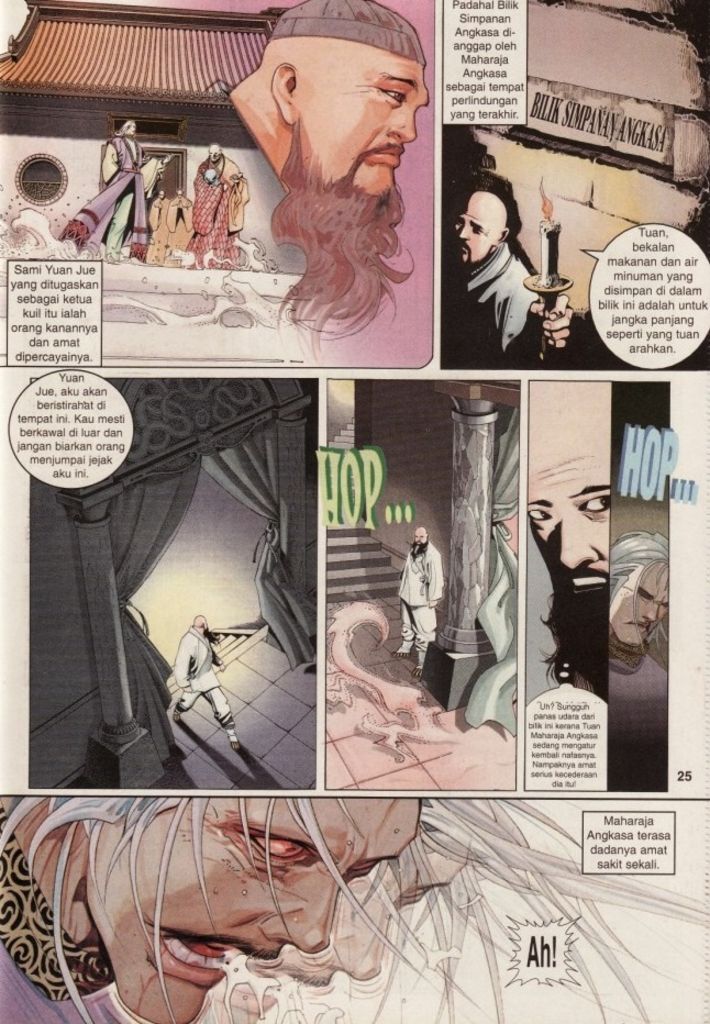 Padahal Bilik
Simpanan
Angkasa di-
anggap oleh
Maharaja
Angkasa
sebagai tempat
perlindungan
yang terakhir.
BILIK SIMPANAN ANGKASA
Sami Yuan Jue
yang ditugaskan
sebagai ketua
kuil itu ialah
orang kanannya
dan amat
dipercayainya.
Tuan,
bekalan
makanan dan air
minuman yang
disimpan di dalam
bilik ini adalah untuk
jangka panjang
seperti yang tuan
arahkan.
Yuan
Jue, aku akan
beristirahat di
tempat ini. Kau mesti
berkawal di luar dan
jangan biarkan orang
menjumpai jejak
aku ini.
HOP...
HOP...
Uh? Sungguh
panas udara dari
bilik ini kerana Tuan
Maharaja Angkasa
sedang mengatur
kembali nafasnya.
Nampaknya amat
serius kecederaan
dia itu!
25
Maharaja
Angkasa terasa
dadanya amat
sakit sekali.
Ah!